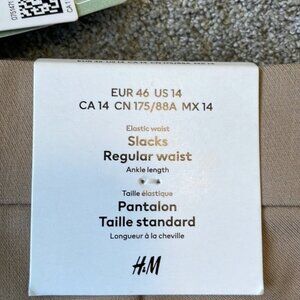 EUR 46 US 14
CA 14 CN 175/88A MX 14
Elastic waist
Slacks
Regular waist
Ankle length
Taille élastique
Pantalon
Taille standard
Longueur à la cheville
H&M